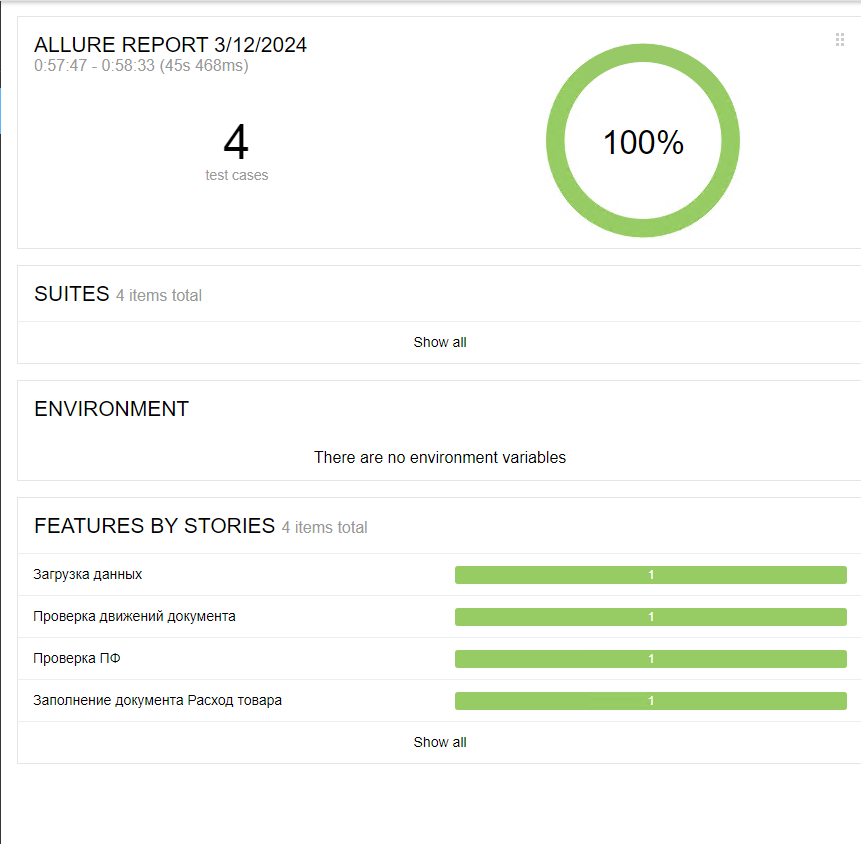 ALLURE REPORT 3/12/2024
0:57:47 - 0:58:33 (45s 468ms)
4
test cases
100%
SUITES 4 items total
Show all
ENVIRONMENT
There are no environment variables
FEATURES BY STORIES 4 items total
Загрузка данных 1
Проверка движений документа 1
Проверка ПФ 1
Заполнение документа Расход товара 1
Show all